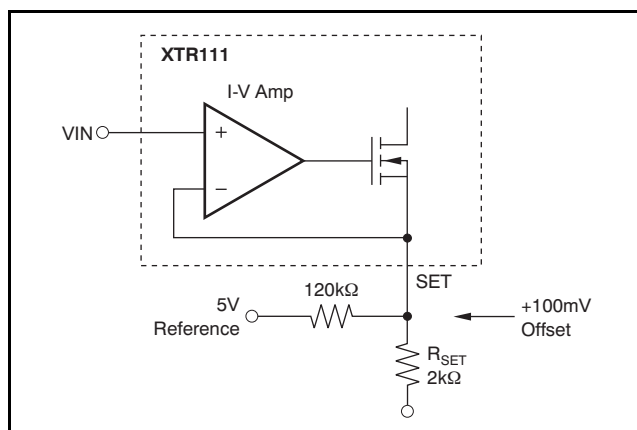 XTR111
I-V Amp
VIN
+
−
SET
120kΩ
5V
Reference
+100mV
Offset
RSET
2kΩ